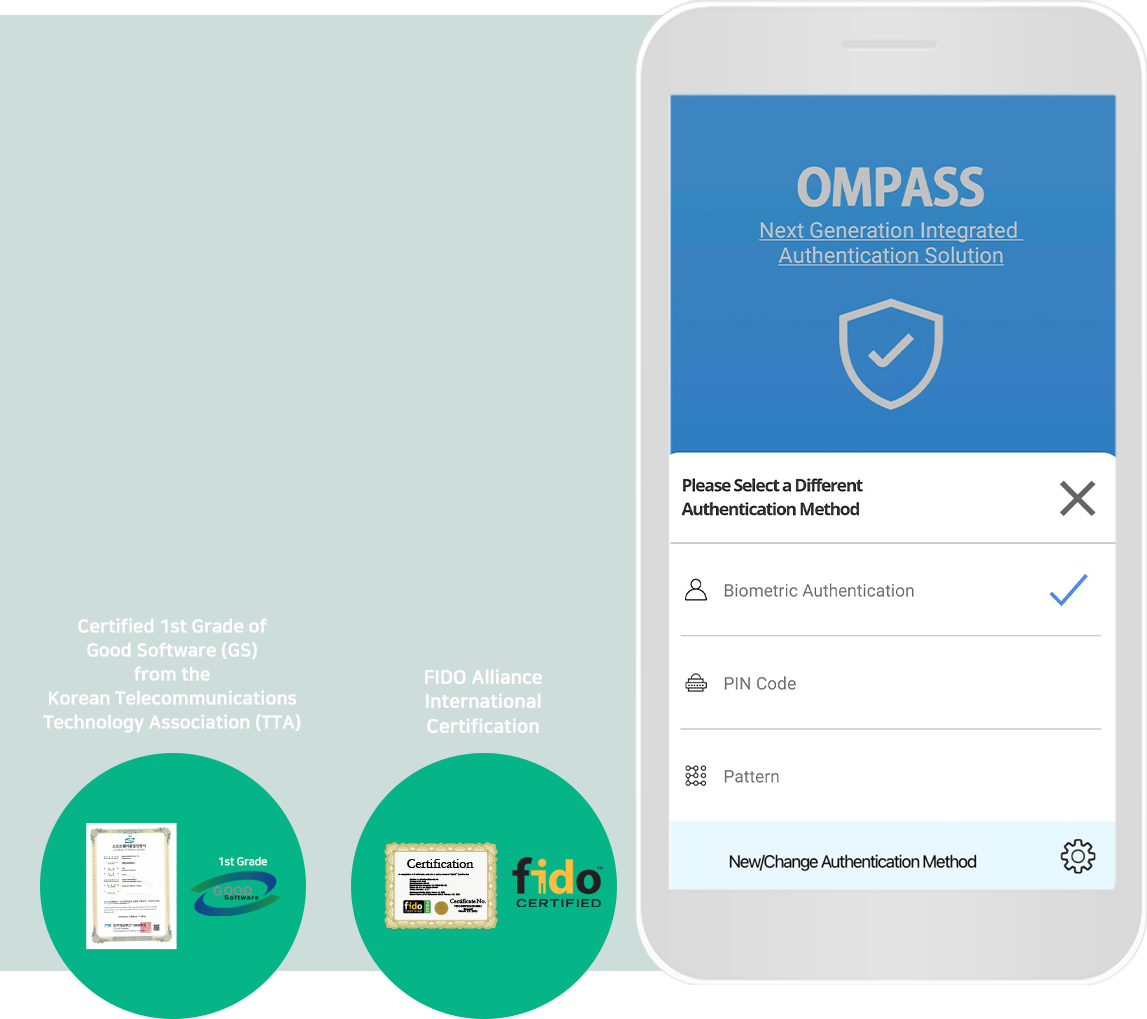 OMPASS
Next Generation Integrated
Authentication Solution
Please Select a Different
Authentication Method
Biometric Authentication
PIN Code
Pattern
New/Change Authentication Method
Certified 1st Grade of
Good Software (GS)
from the
Korean Telecommunications
Technology Association (TTA)
1st Grade
GOOD
Software
FIDO Alliance
International
Certification
Certification
fido
Certificate No.
fido
CERTIFIED